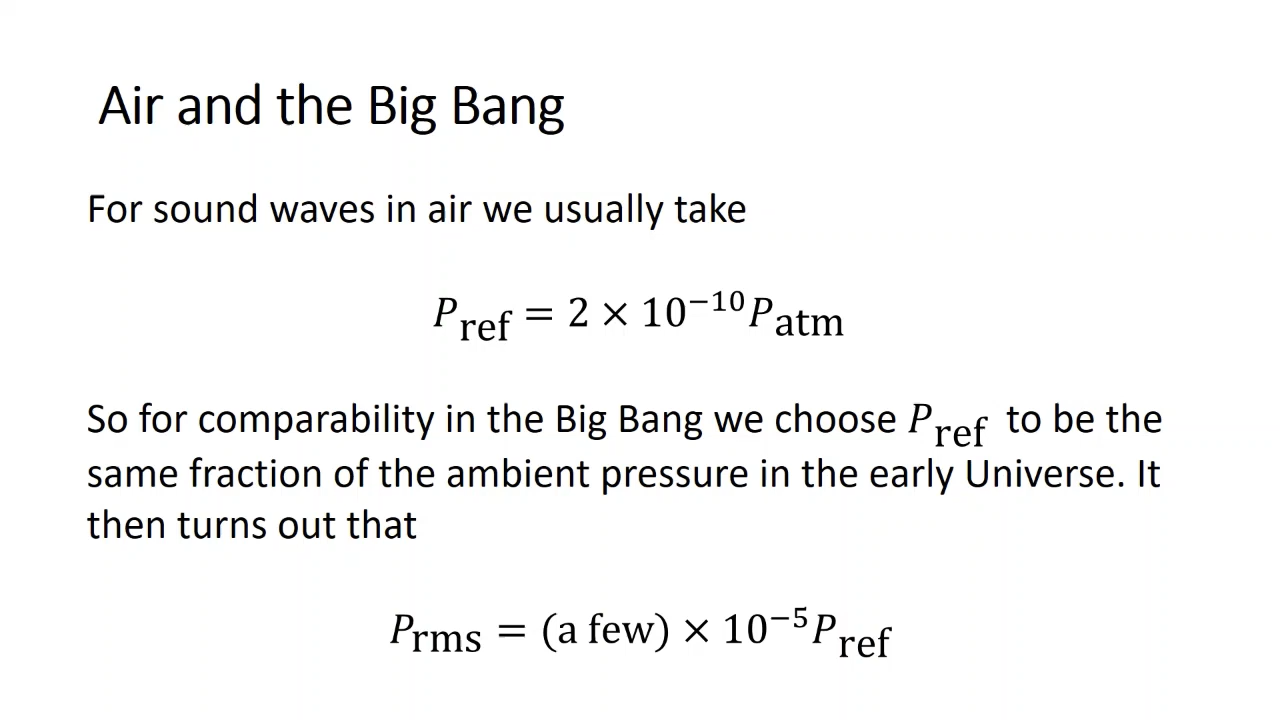 Air and the Big Bang
For sound waves in air we usually take
P_ref = 2 × 10^−10 P_atm
So for comparability in the Big Bang we choose P_ref to be the
same fraction of the ambient pressure in the early Universe. It
then turns out that
P_rms = (a few) × 10^−5 P_ref